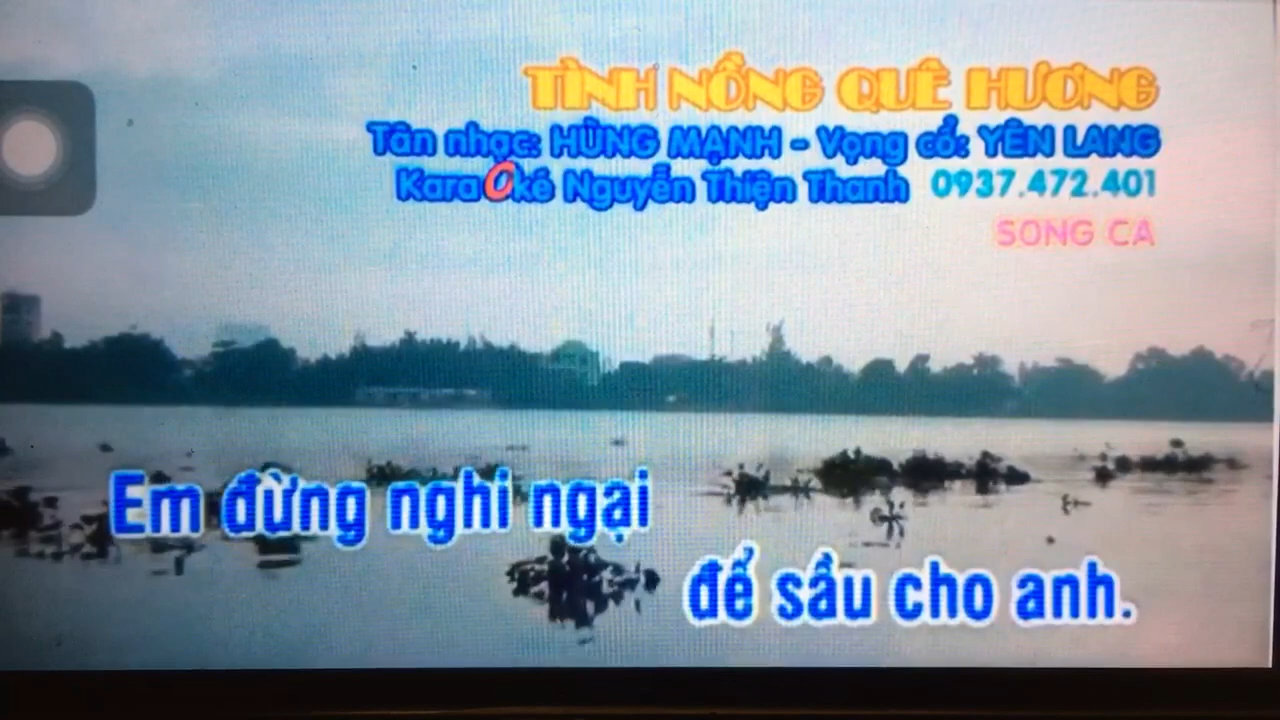 TÌNH NỒNG QUÊ HƯƠNG
Tân nhạc: HÙNG MẠNH - Vọng cổ: YÊN LANG
KaraOké Nguyễn Thiện Thanh 0937.472.401
SONG CA
Em đừng nghi ngại
để sầu cho anh.